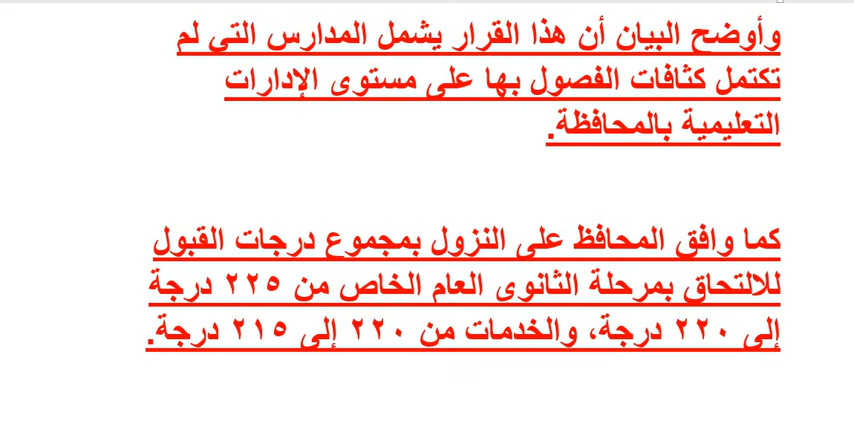 وأوضح البيان أن هذا القرار يشمل المدارس التى لم
تكتمل كثافات الفصول بها على مستوى الإدارات
التعليمية بالمحافظة.
كما وافق المحافظ على النزول بمجموع درجات القبول
للالتحاق بمرحلة الثانوى العام الخاص من ٢٢٥ درجة
إلى ٢٢٠ درجة، والخدمات من ٢٢٠ إلى ٢١٥ درجة.